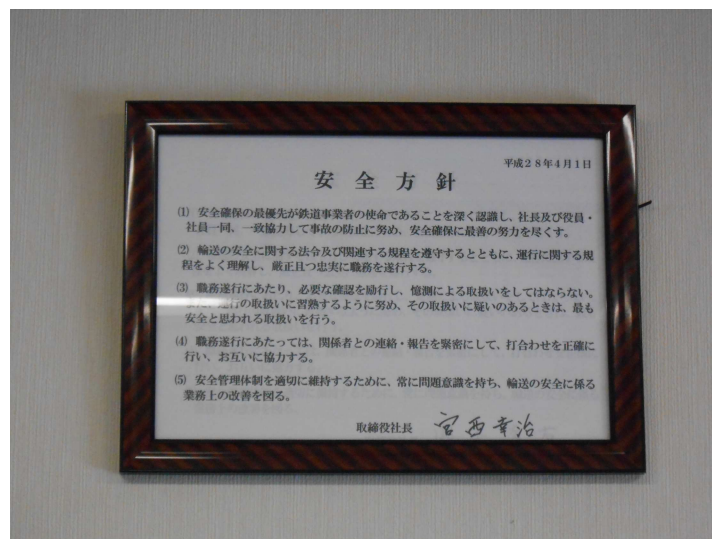 平成28年4月1日
安全方針
(1) 安全確保の最優先が鉄道事業者の使命であることを深く認識し、社長及び役員・
社員一同、一致協力して事故の防止に努め、安全確保に最善の努力を尽くす。
(2) 輸送の安全に関する法令及び関連する規程を遵守するとともに、運行に関する規
程をよく理解し、厳正且つ忠実に職務を遂行する。
(3) 職務遂行にあたり、必要な確認を励行し、憶測による取扱いをしてはならない。
また、運行の取扱いに習熟するように努め、その取扱いに疑いのあるときは、最も
安全と思われる取扱いを行う。
(4) 職務遂行にあたっては、関係者との連絡・報告を緊密にして、打合わせを正確に
行い、お互いに協力する。
(5) 安全管理体制を適切に維持するために、常に問題意識を持ち、輸送の安全に係る
業務上の改善を図る。
取締役社長 宮西幸治